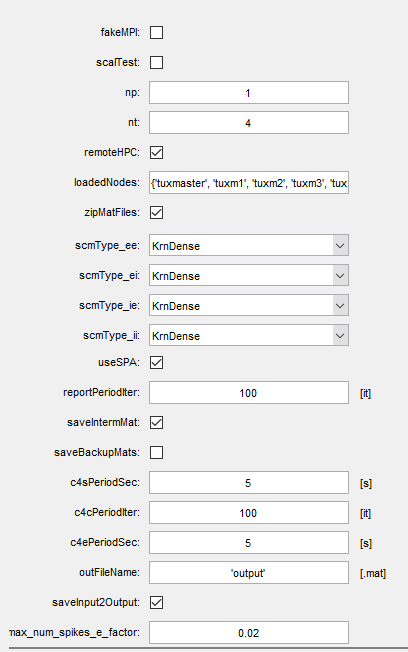 fakeMPI:
scalTest:
np: 1
nt: 4
remoteHPC:
loadedNodes: {'tuxmaster', 'tuxm1', 'tuxm2', 'tuxm3', 'tux
zipMatFiles:
scmType_ee: KrnDense
scmType_ei: KrnDense
scmType_ie: KrnDense
scmType_ii: KrnDense
useSPA:
reportPeriodIter: 100 [it]
saveIntermMat:
saveBackupMats:
c4sPeriodSec: 5 [s]
c4cPeriodIter: 100 [it]
c4ePeriodSec: 5 [s]
outFileName: 'output' [.mat]
saveInput2Output:
max_num_spikes_e_factor: 0.02